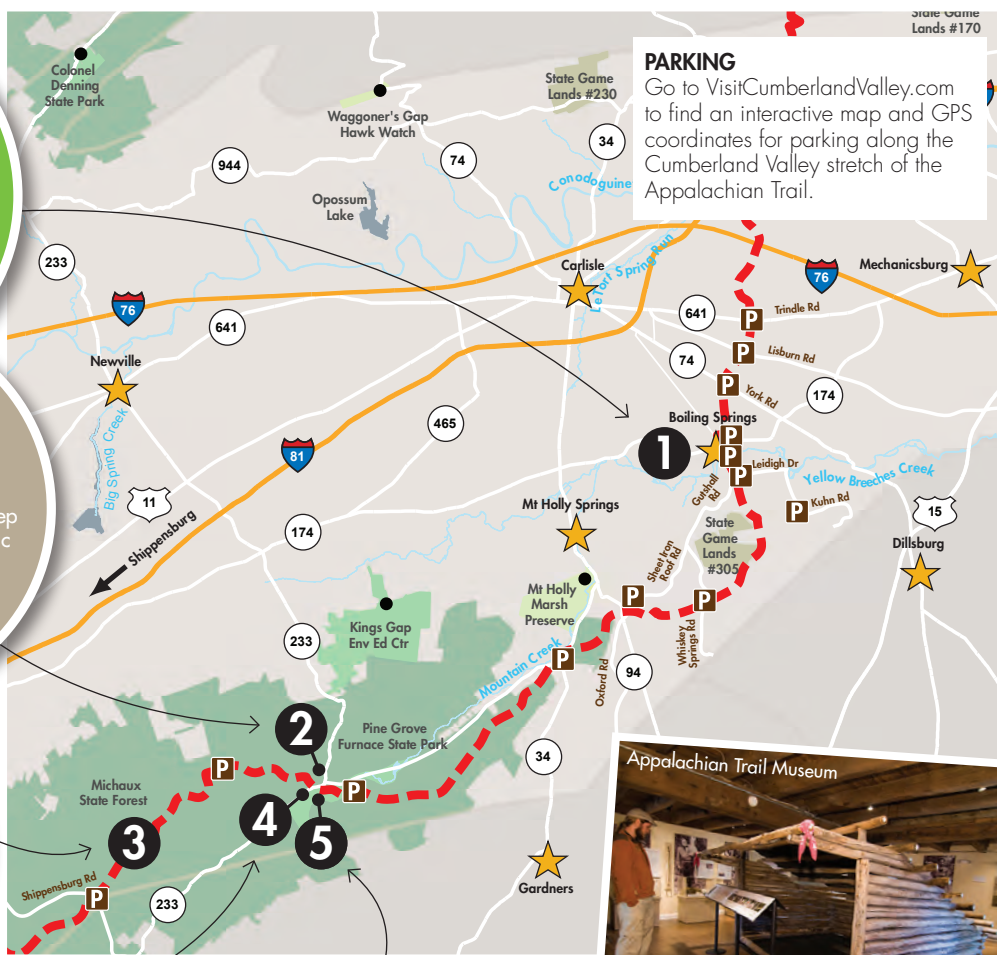 State Game
Lands #170
PARKING
Go to VisitCumberlandValley.com
to find an interactive map and GPS
coordinates for parking along the
Cumberland Valley stretch of the
Appalachian Trail.
Colonel
Denning
State Park
Waggoner's Gap
Hawk Watch
State Game
Lands #230
34
944
74
Conodoguinet
Opossum
Lake
233
Carlisle
LeTort Spring Run
76
Mechanicsburg
76
641
641
P
Trindle Rd
Newville
74
P
Lisburn Rd
P
York Rd
174
465
Boiling Springs
1
P
P
P
Leidigh Dr
Gutshall
Rd
Yellow Breeches Creek
Big Spring Creek
81
11
P
Kuhn Rd
15
ep
c
Mt Holly Springs
State
Game
Lands
#305
Dillsburg
174
Shippensburg
Sheet Iron
Roof Rd
Mt Holly
Marsh
Preserve
P
P
Kings Gap
Env Ed Ctr
233
Whiskey
Springs Rd
Mountain Creek
P
Oxford Rd
94
2
Pine Grove
Furnace State Park
34
P
Michaux
State Forest
P
4
5
3
Appalachian Trail Museum
Shippensburg Rd
P
233
Gardners